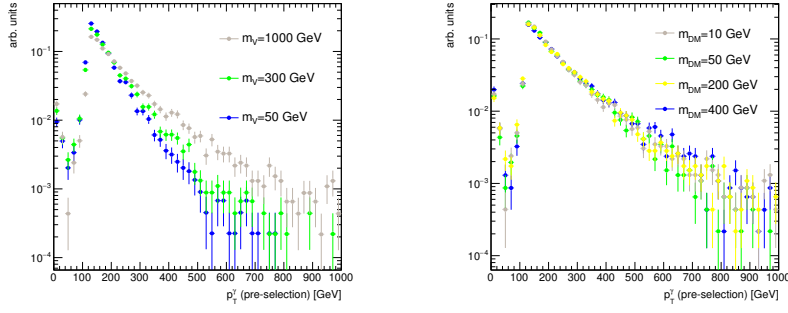 arb. units
10⁻¹
10⁻²
10⁻³
10⁻⁴
m_V=1000 GeV
m_V=300 GeV
m_V=50 GeV
0 100 200 300 400 500 600 700 800 900 1000
p_T^γ (pre-selection) [GeV]
arb. units
10⁻¹
10⁻²
10⁻³
10⁻⁴
m_DM=10 GeV
m_DM=50 GeV
m_DM=200 GeV
m_DM=400 GeV
0 100 200 300 400 500 600 700 800 900 1000
p_T^γ (pre-selection) [GeV]